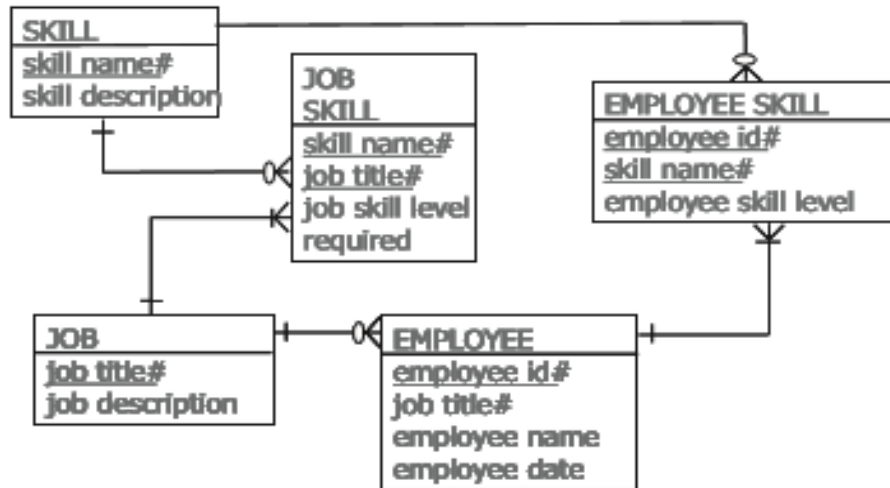 SKILL
skill name#
skill description
JOB
SKILL
skill name#
job title#
job skill level
required
EMPLOYEE SKILL
employee id#
skill name#
employee skill level
JOB
job title#
job description
EMPLOYEE
employee id#
job title#
employee name
employee date